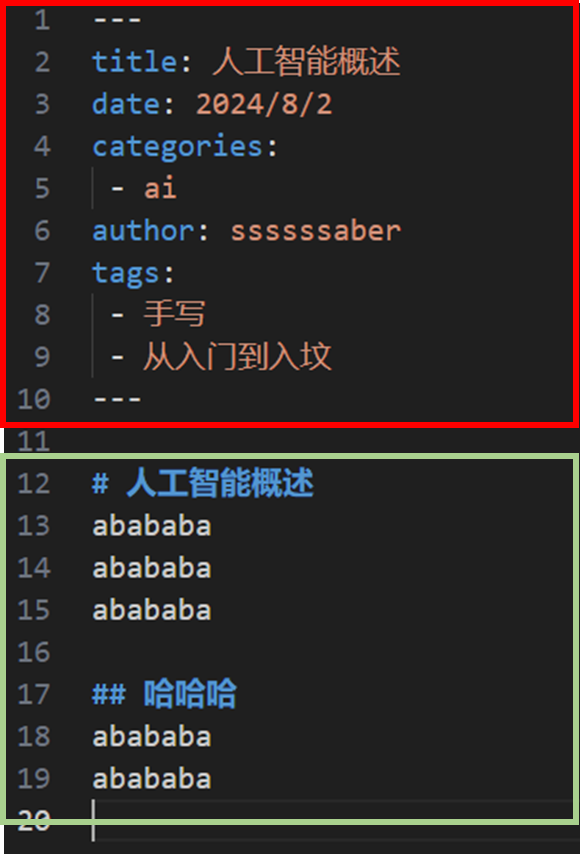 1 ---
2 title: 人工智能概述
3 date: 2024/8/2
4 categories:
5 - ai
6 author: ssssssaber
7 tags:
8 - 手写
9 - 从入门到入坟
10 ---
11
12 # 人工智能概述
13 abababa
14 abababa
15 abababa
16
17 ## 哈哈哈
18 abababa
19 abababa
20